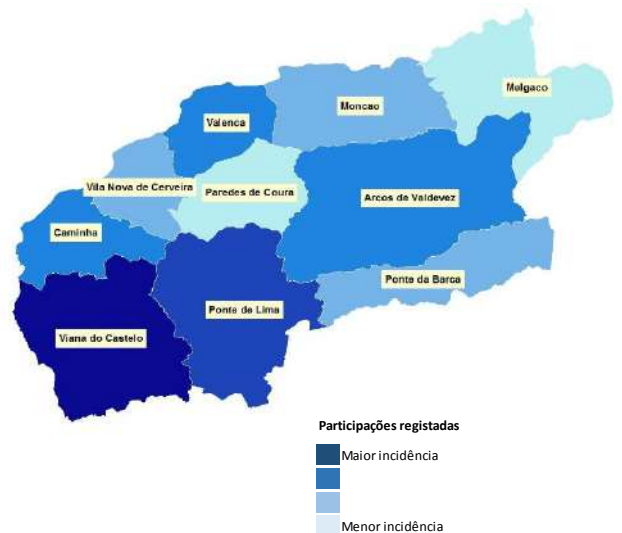 Melgaco
Moncao
Valenca
Vila Nova de Cerveira
Paredes de Coura
Arcos de Valdevez
Caminha
Ponte da Barca
Ponte de Lima
Viana do Castelo
Participações registadas
Maior incidência
Menor incidência